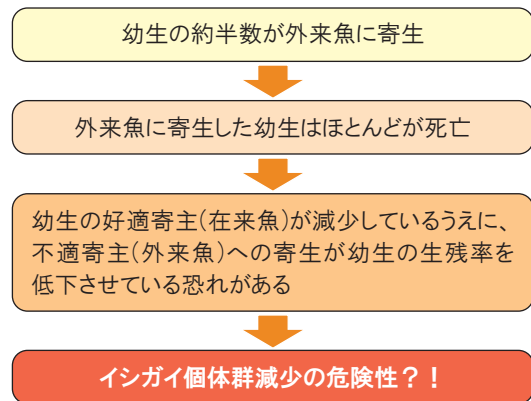 幼生の約半数が外来魚に寄生
外来魚に寄生した幼生はほとんどが死亡
幼生の好適寄主(在来魚)が減少しているうえに、
不適寄主(外来魚)への寄生が幼生の生残率を
低下させている恐れがある
イシガイ個体群減少の危険性？！